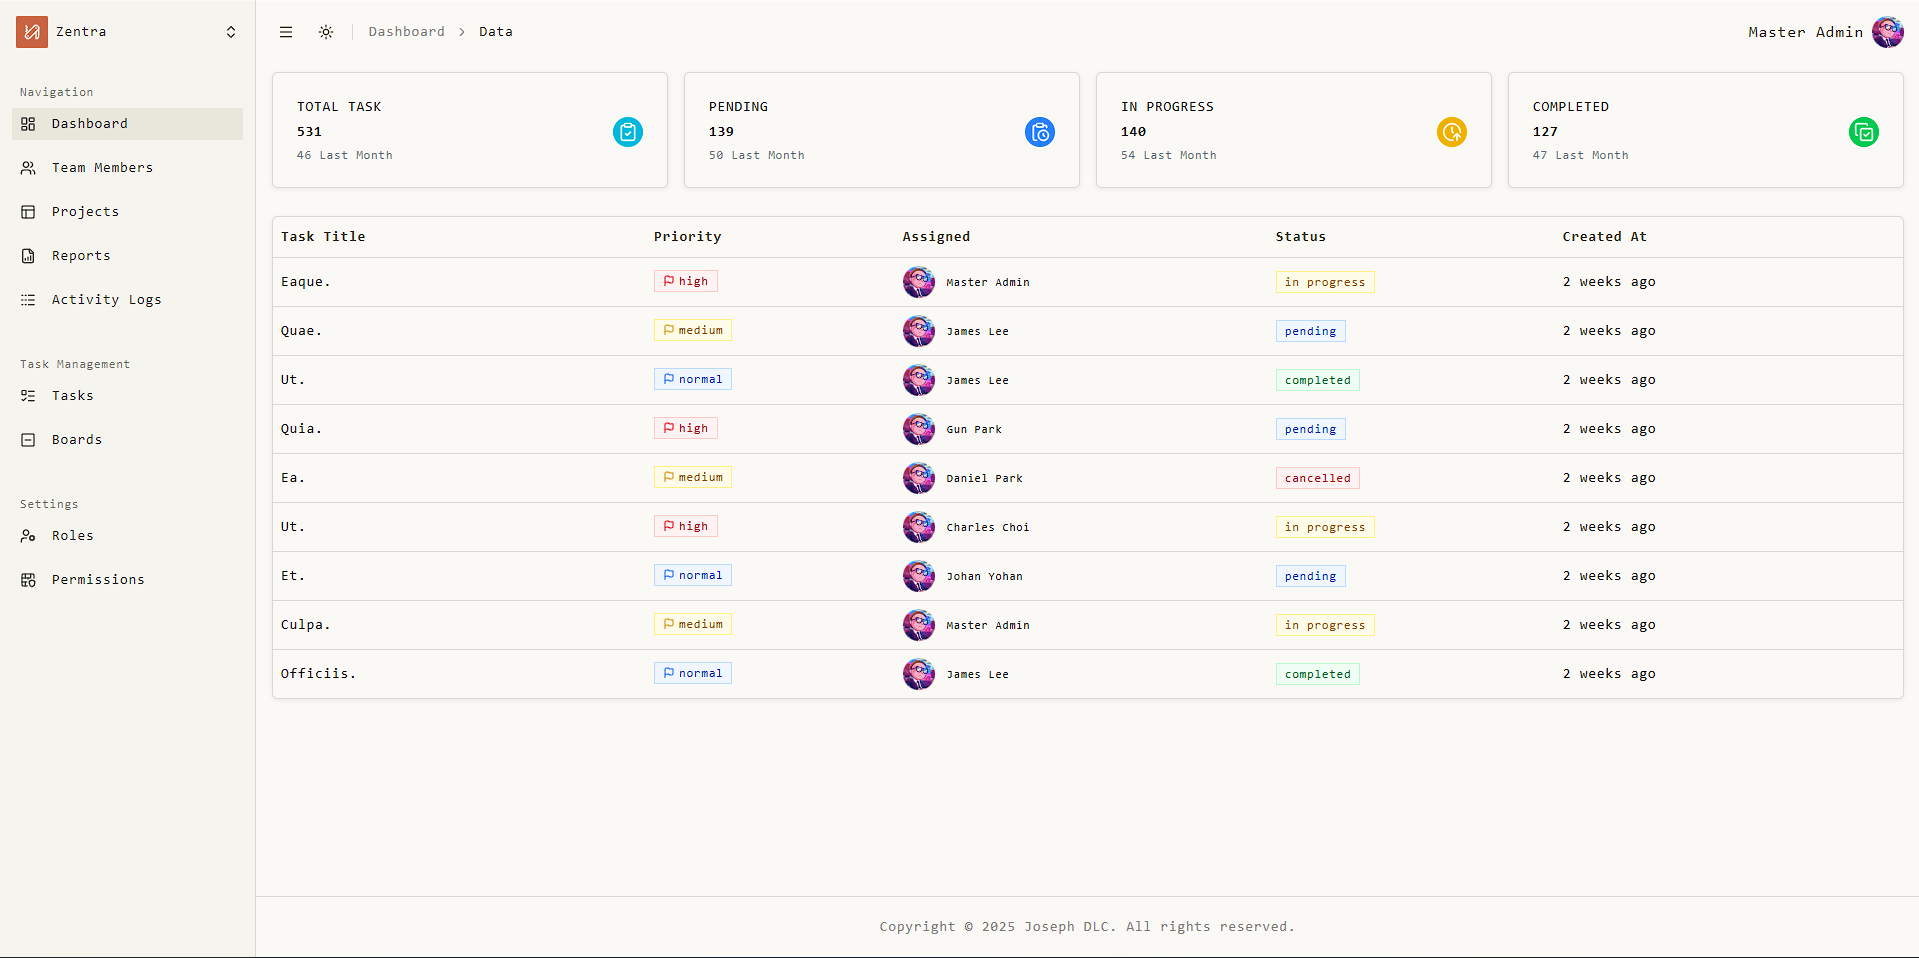 Zentra
Dashboard > Data
Master Admin
Navigation
Dashboard
Team Members
Projects
Reports
Activity Logs
Task Management
Tasks
Boards
Settings
Roles
Permissions
TOTAL TASK
531
46 Last Month
PENDING
139
50 Last Month
IN PROGRESS
140
54 Last Month
COMPLETED
127
47 Last Month
Task Title Priority Assigned Status Created At
Eaque. high Master Admin in progress 2 weeks ago
Quae. medium James Lee pending 2 weeks ago
Ut. normal James Lee completed 2 weeks ago
Quia. high Gun Park pending 2 weeks ago
Ea. medium Daniel Park cancelled 2 weeks ago
Ut. high Charles Choi in progress 2 weeks ago
Et. normal Johan Yohan pending 2 weeks ago
Culpa. medium Master Admin in progress 2 weeks ago
Officiis. normal James Lee completed 2 weeks ago
Copyright © 2025 Joseph DLC. All rights reserved.